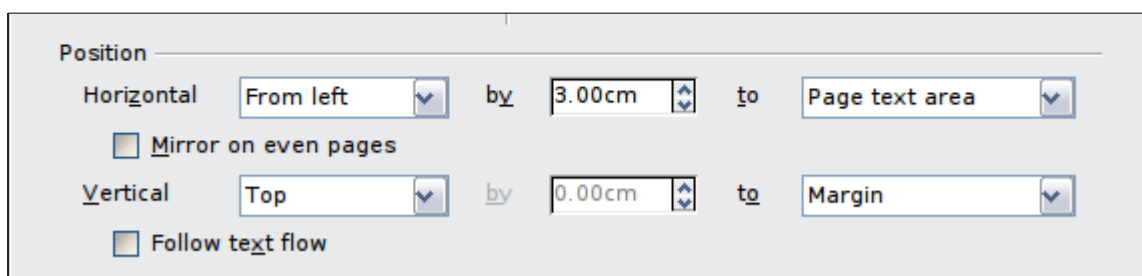 Position
Horizontal From left by 3.00cm to Page text area
Mirror on even pages
Vertical Top by 0.00cm to Margin
Follow text flow